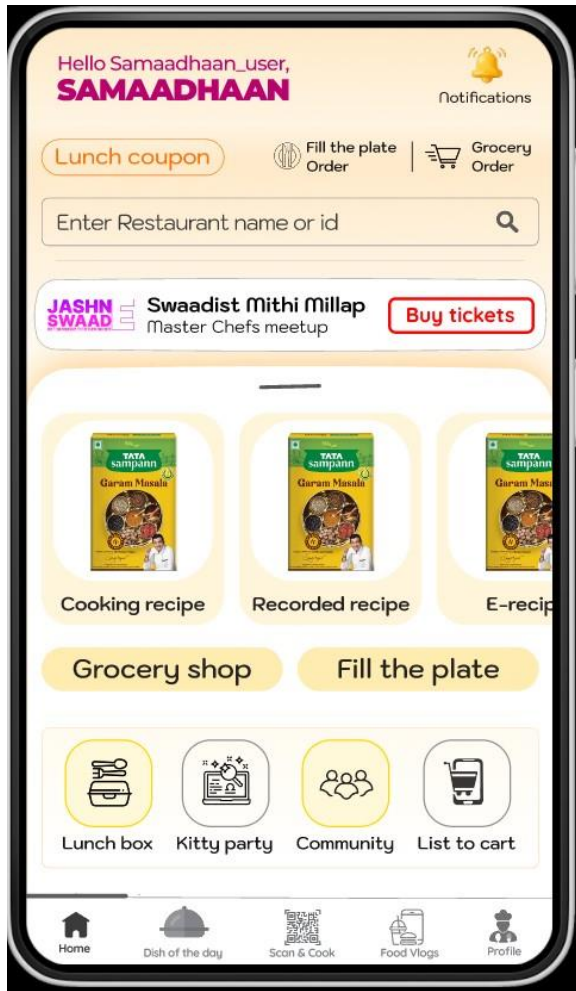 Hello Samaadhaan_user,
SAMAADHAAN
Notifications
Lunch coupon
Fill the plate
Order
Grocery
Order
Enter Restaurant name or id
JASHN E
SWAAD
Swaadist Mithi Millap
Master Chefs meetup
Buy tickets
TATA
sampann
Garam Masala
TATA
sampann
Garam Masala
TATA
sampann
Garam Mas
Cooking recipe
Recorded recipe
E-recip
Grocery shop
Fill the plate
Lunch box
Kitty party
Community
List to cart
Home
Dish of the day
Scan & Cook
Food Vlogs
Profile